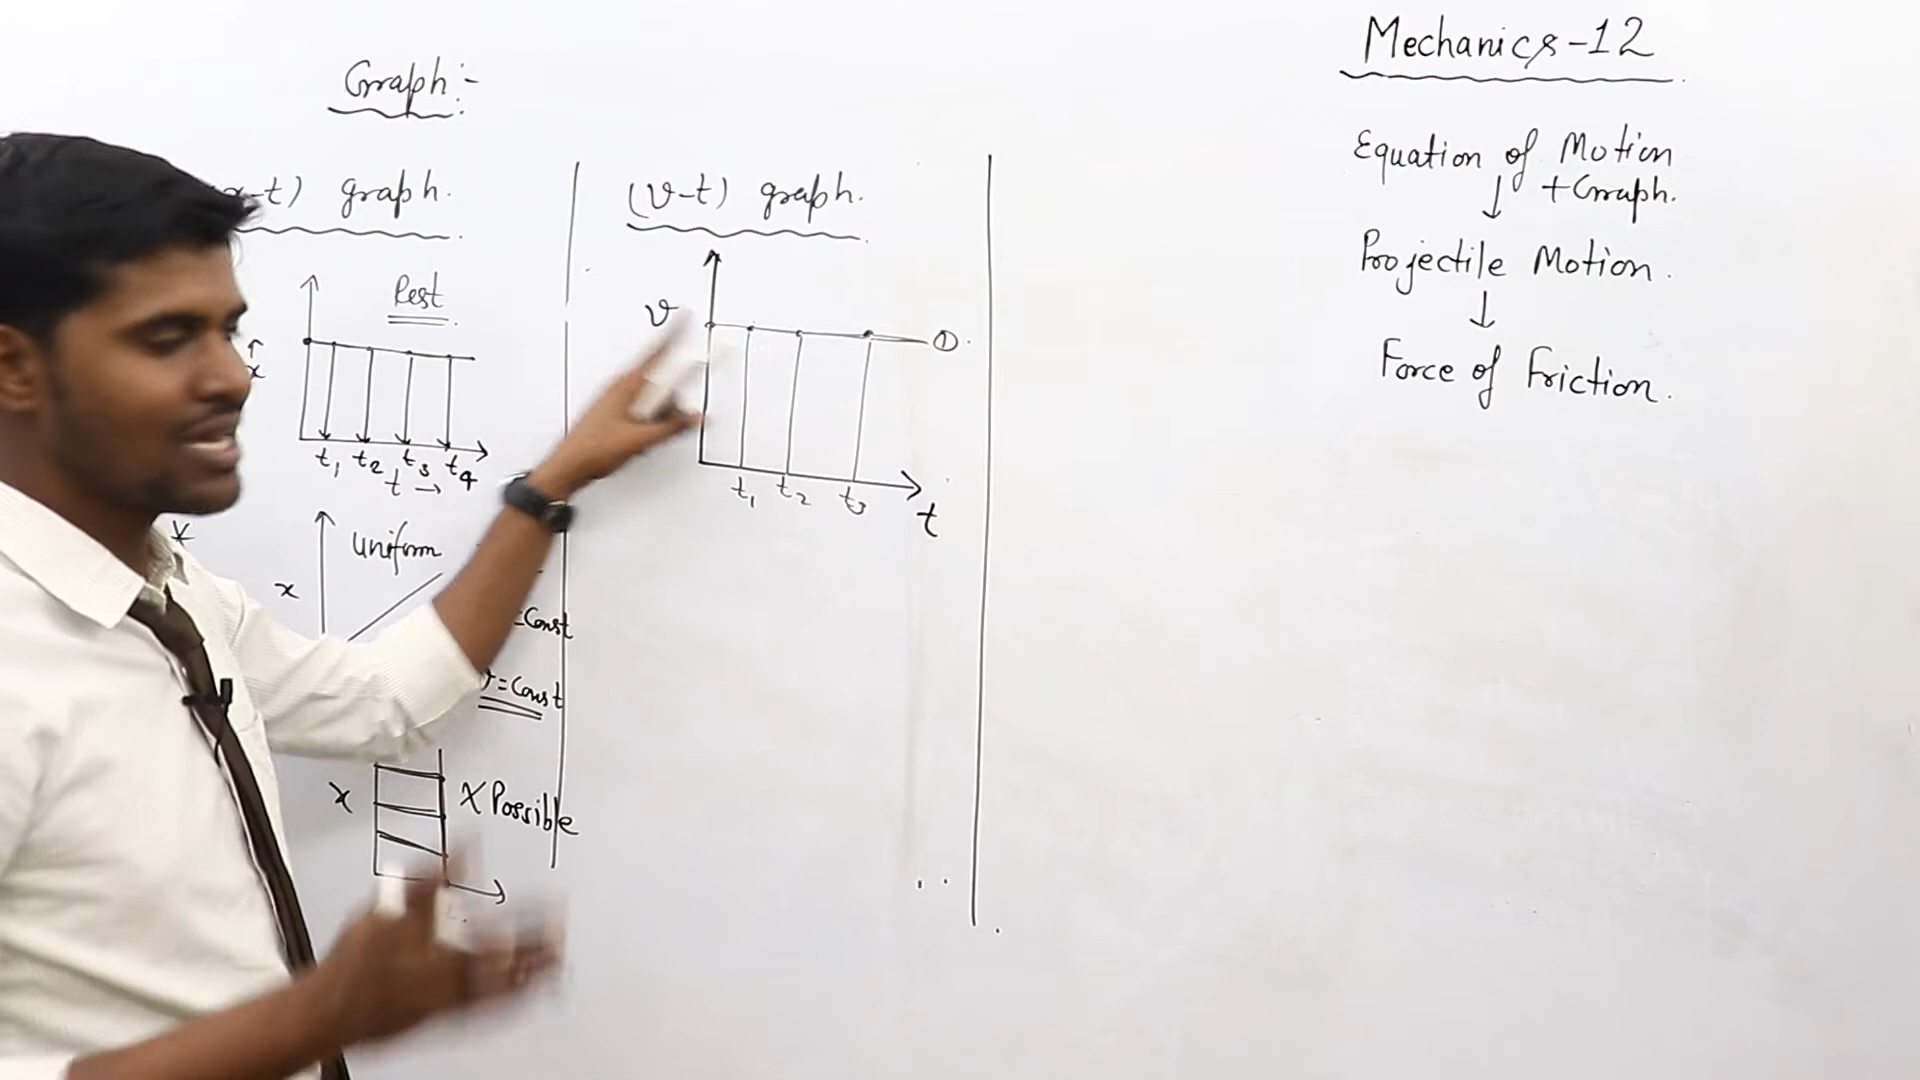 Graph:-
x-t) graph.
Rest
x
t₁ t₂ t₃ t₄
t →
*
Uniform
x
=Const
v=Const
x
X Possible
(v-t) graph.
v
①.
t₁ t₂ t₃
t
Mechanics-12
Equation of Motion
↓ +Graph.
Projectile Motion.
↓
Force of Friction.